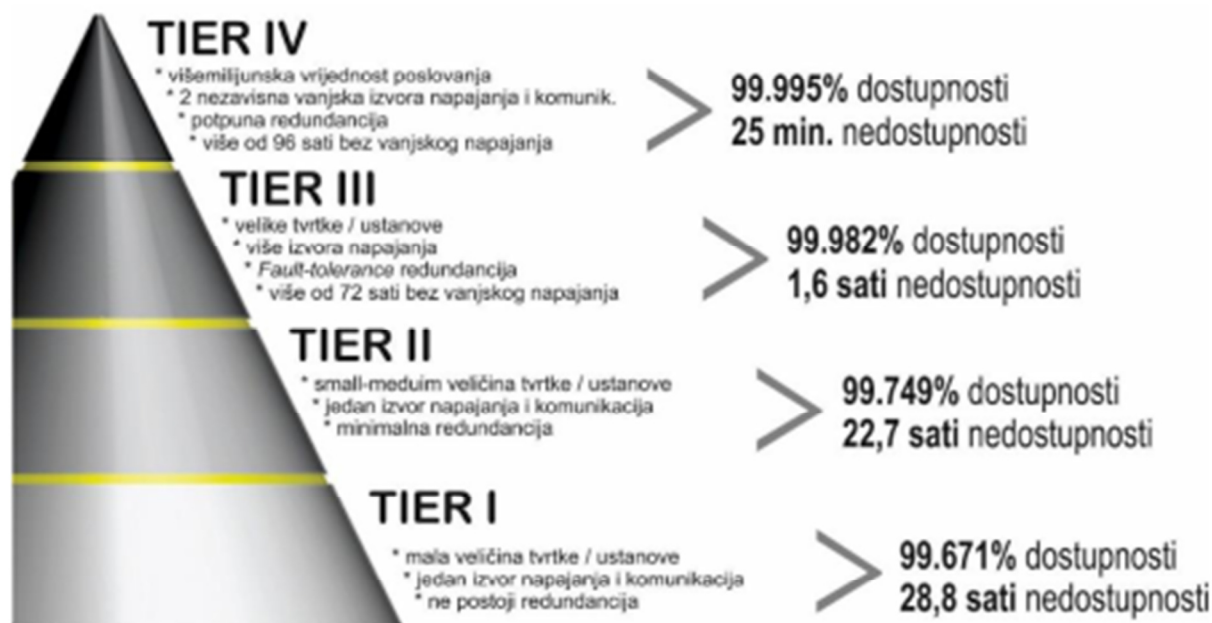 TIER IV
* višemilijunska vrijednost poslovanja
* 2 nezavisna vanjska izvora napajanja i komunik.
* potpuna redundancija
* više od 96 sati bez vanjskog napajanja
99.995% dostupnosti
25 min. nedostupnosti
TIER III
* velike tvrtke / ustanove
* više izvora napajanja
* Fault-tolerance redundancija
* više od 72 sati bez vanjskog napajanja
99.982% dostupnosti
1,6 sati nedostupnosti
TIER II
* small-meduim veličina tvrtke / ustanove
* jedan izvor napajanja i komunikacija
* minimalna redundancija
99.749% dostupnosti
22,7 sati nedostupnosti
TIER I
* mala veličina tvrtke / ustanove
* jedan izvor napajanja i komunikacija
* ne postoji redundancija
99.671% dostupnosti
28,8 sati nedostupnosti